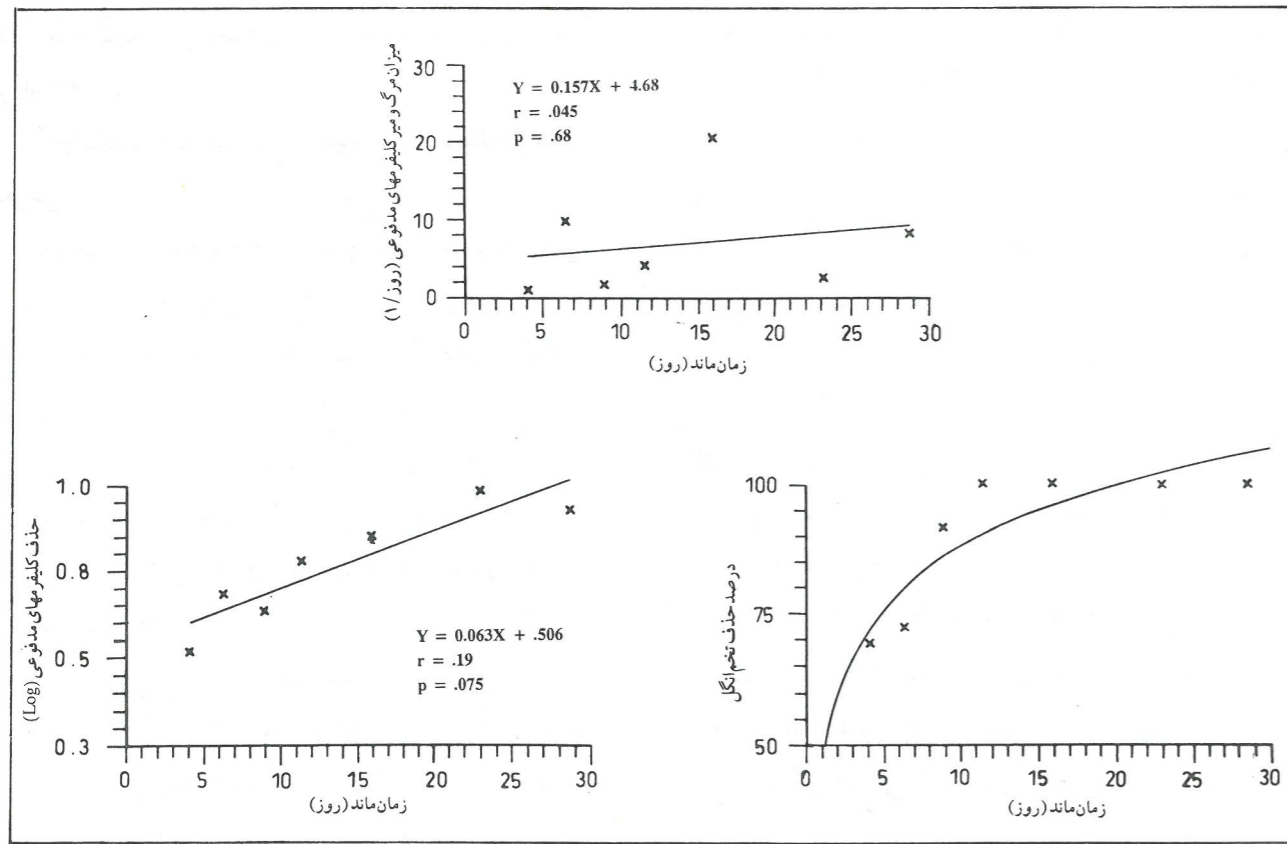 میزان مرگ و میر کلیفرمهای مدفوعی (روز/۱)
30
20
10
0
Y = 0.157X + 4.68
r = .045
p = .68
0 5 10 15 20 25 30
زمان ماند (روز)
حذف کلیفرمهای مدفوعی (Log)
1.0
0.8
0.5
0.3
Y = 0.063X + .506
r = .19
p = .075
0 5 10 15 20 25 30
زمان ماند (روز)
درصد حذف تخم انگل
100
75
50
0 5 10 15 20 25 30
زمان ماند (روز)